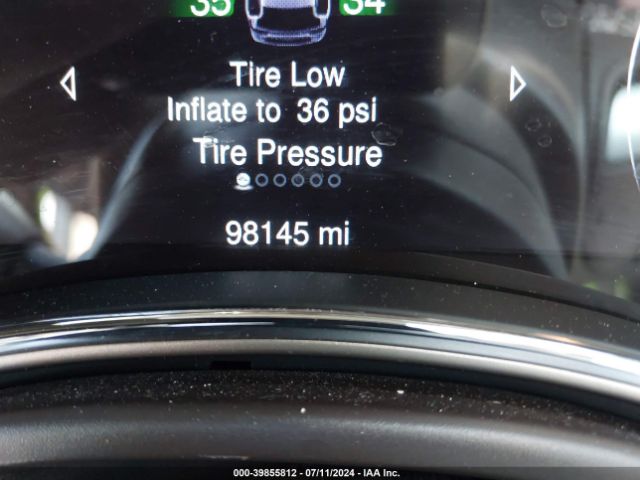 35 34
Tire Low
Inflate to 36 psi
Tire Pressure
98145 mi
000-39855812 - 07/11/2024 - IAA Inc.